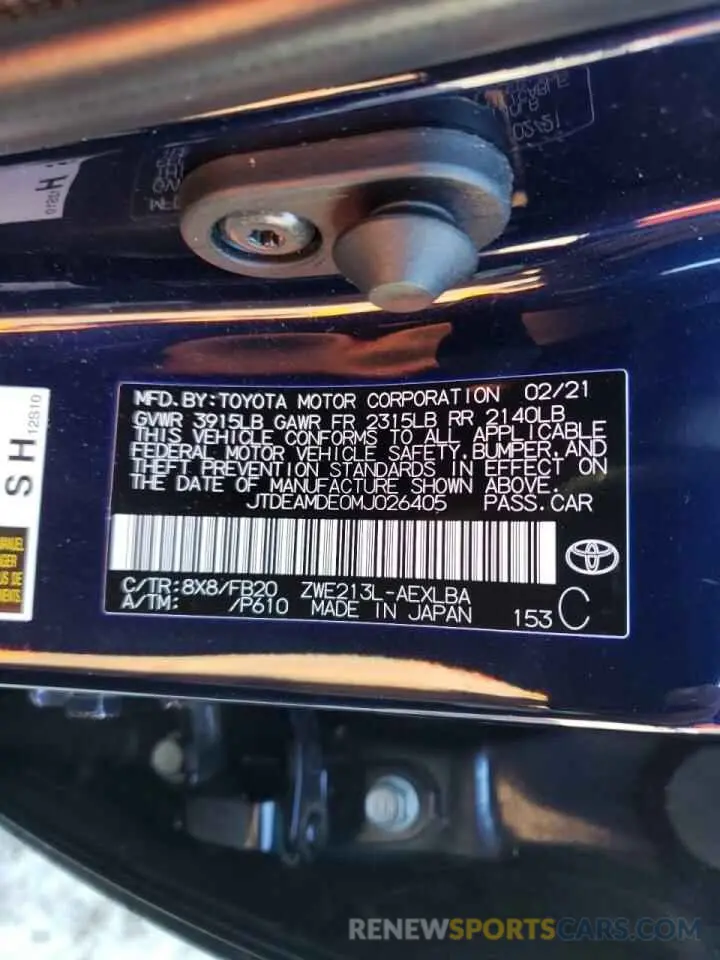 MFD.BY:TOYOTA MOTOR CORPORATION 02/21
GVWR 3915LB GAWR FR 2315LB RR 2140LB
THIS VEHICLE CONFORMS TO ALL APPLICABLE
FEDERAL MOTOR VEHICLE SAFETY,BUMPER,AND
THEFT PREVENTION STANDARDS IN EFFECT ON
THE DATE OF MANUFACTURE SHOWN ABOVE.
JTDEAMDE0MJ026405 PASS.CAR
C/TR:8X8/FB20 ZWE213L-AEXLBA
A/TM: /P610 MADE IN JAPAN 153 C
SH 12S10
RENEWSPORTSCARS.COM